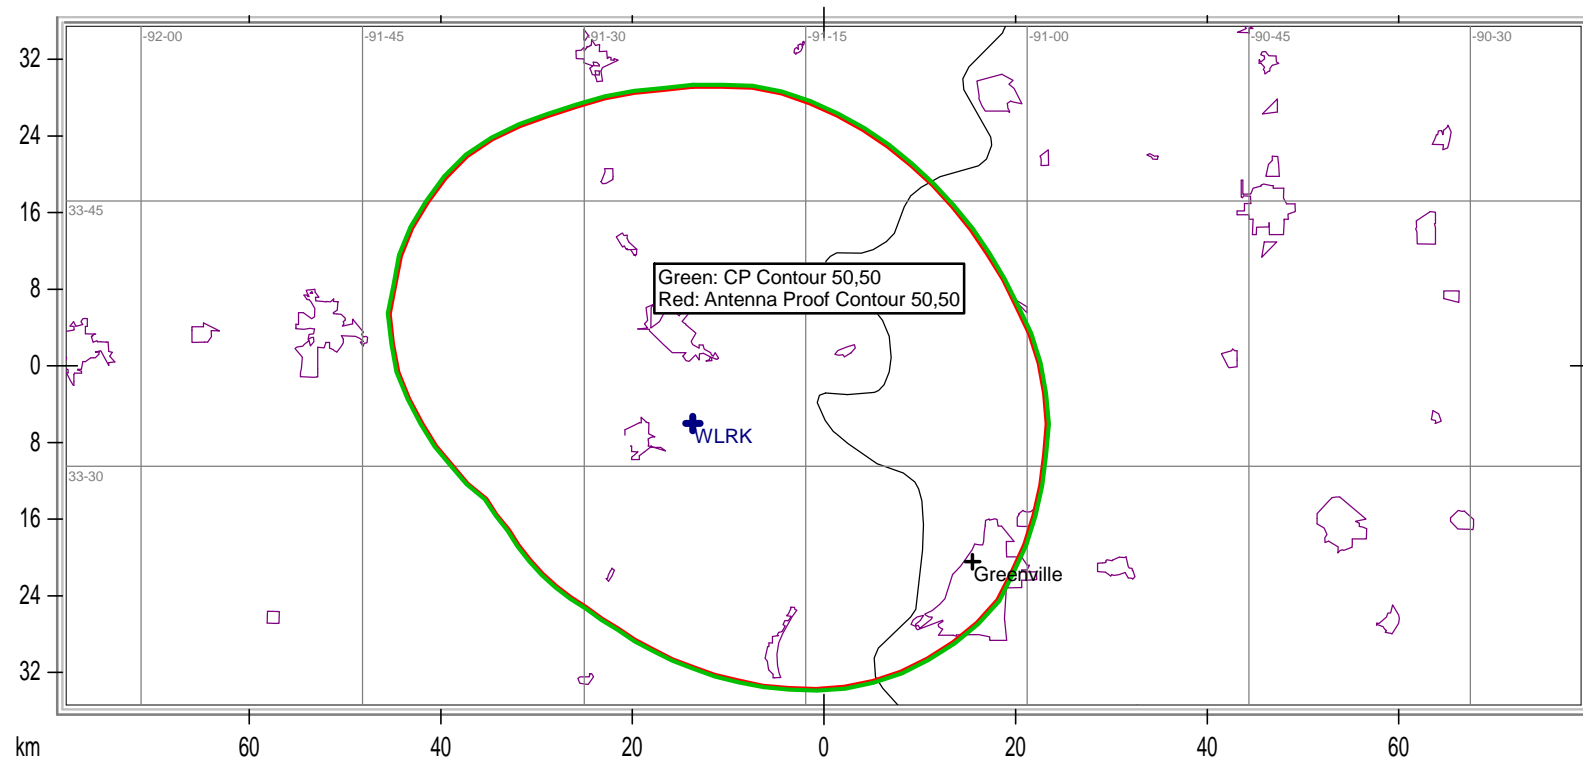 -92-00 -91-45 -91-30 -91-15 -91-00 -90-45 -90-30
32
24
16
33-45
8
Green: CP Contour 50,50
Red: Antenna Proof Contour 50,50
0
8
WLRK
33-30
16
Greenville
24
32
km 60 40 20 0 20 40 60